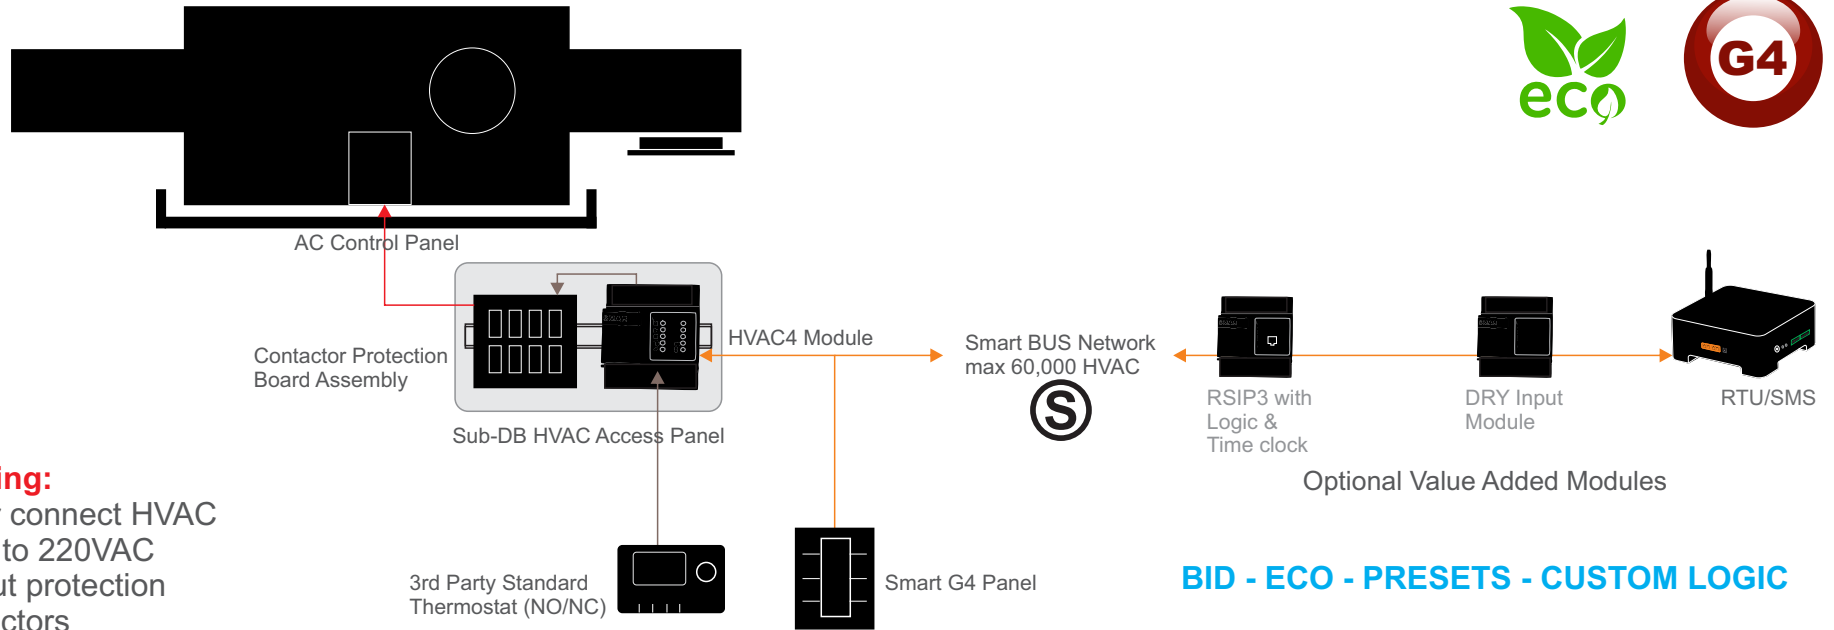 eco
G4
AC Control Panel
HVAC4 Module
Contactor Protection
Board Assembly
Sub-DB HVAC Access Panel
Smart BUS Network
max 60,000 HVAC
S
RSIP3 with
Logic &
Time clock
DRY Input
Module
RTU/SMS
Optional Value Added Modules
ing:
connect HVAC
to 220VAC
ut protection
ctors
3rd Party Standard
Thermostat (NO/NC)
Smart G4 Panel
BID - ECO - PRESETS - CUSTOM LOGIC